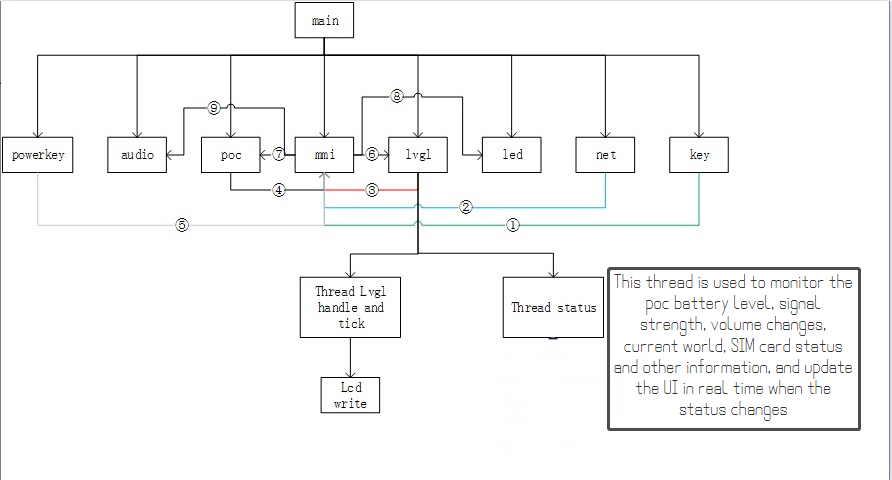 main
⑧
⑨
powerkey
audio
poc
⑦
mmi
⑥
lvgl
led
net
key
④
③
②
⑤
①
Thread Lvgl
handle and
tick
Thread status
This thread is used to monitor the
poc battery level, signal
strength, volume changes,
current world, SIM card status
and other information, and update
the UI in real time when the
status changes
Lcd
write